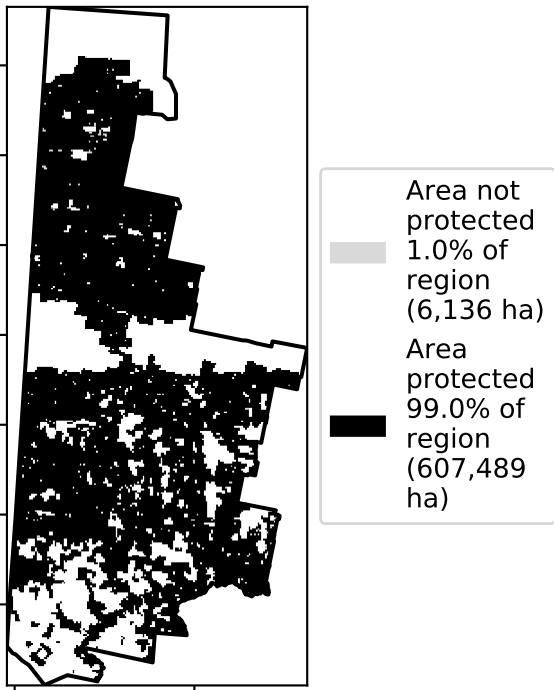 Area not
protected
1.0% of
region
(6,136 ha)
Area
protected
99.0% of
region
(607,489
ha)